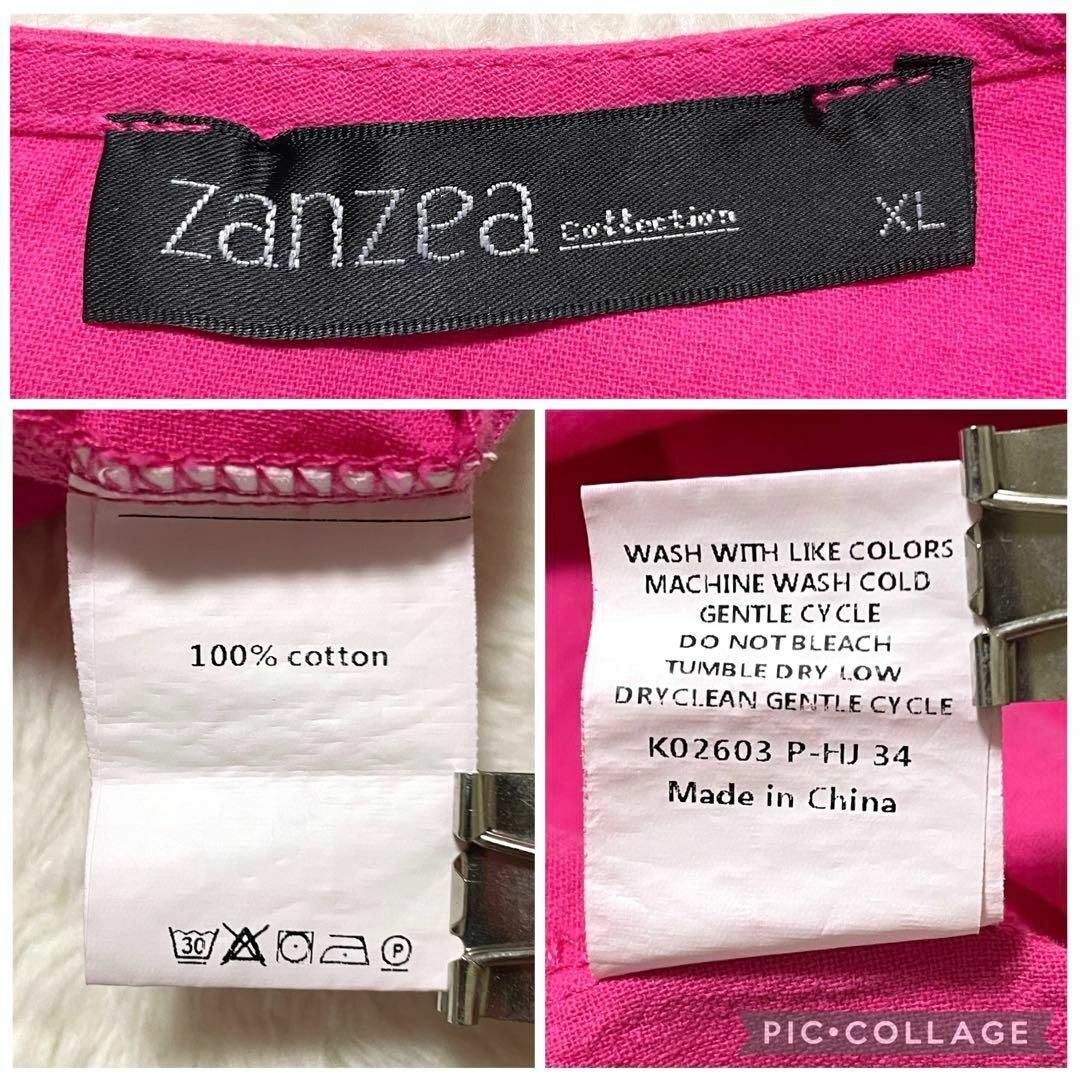 zanzea collection XL
100% cotton
30 P
WASH WITH LIKE COLORS
MACHINE WASH COLD
GENTLE CYCLE
DO NOT BLEACH
TUMBLE DRY LOW
DRYCLEAN GENTLE CYCLE
K02603 P-HJ 34
Made in China
PIC•COLLAGE